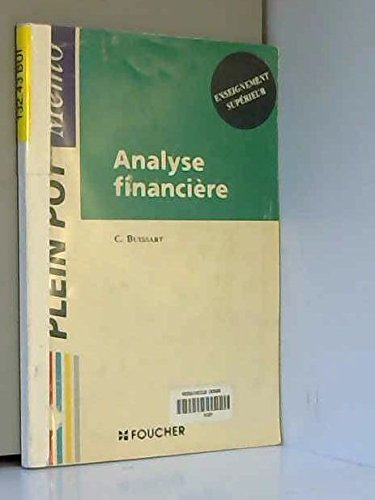 ENSEIGNEMENT
SUPÉRIEUR
Analyse
financière
C. BUISSART
FOUCHER
PLEIN POT Mémo